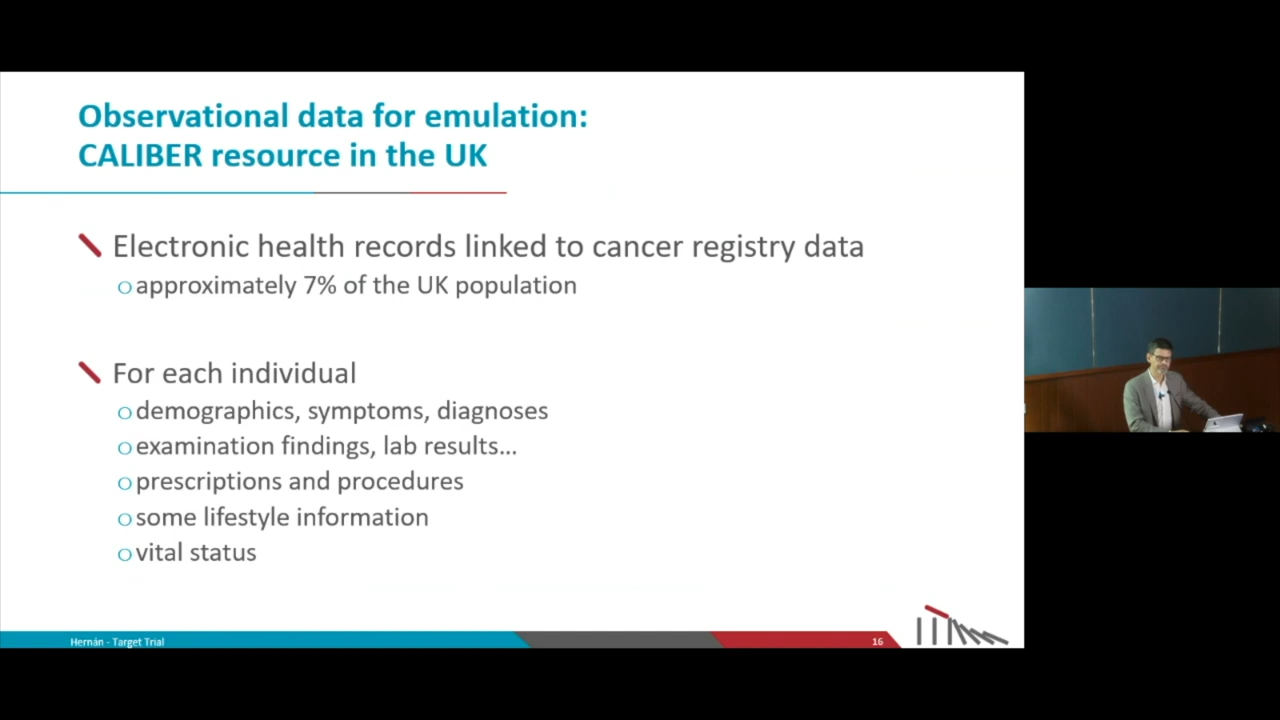 Observational data for emulation:
CALIBER resource in the UK
Electronic health records linked to cancer registry data
approximately 7% of the UK population
For each individual
demographics, symptoms, diagnoses
examination findings, lab results...
prescriptions and procedures
some lifestyle information
vital status
Hernán - Target Trial
16